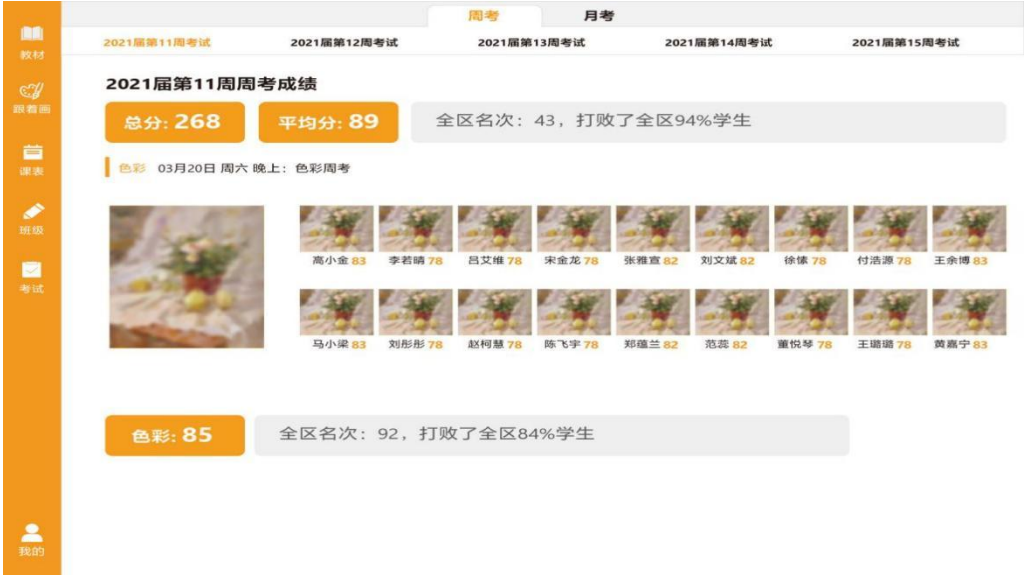 周考 月考
教材
2021届第11周考试 2021届第12周考试 2021届第13周考试 2021届第14周考试 2021届第15周考试
跟着画
2021届第11周周考成绩
总分: 268 平均分: 89 全区名次：43，打败了全区94%学生
课表
色彩 03月20日 周六 晚上：色彩周考
班级
高小金 83 李若晴 78 吕艾维 78 宋金龙 78 张雅宣 82 刘文斌 82 徐愫 78 付浩源 78 王余博 83
考试
马小梁 83 刘彤彤 78 赵柯慧 78 陈飞宇 78 郑蕴兰 82 范蕊 82 董悦琴 78 王璐璐 78 黄嘉宁 83
色彩: 85 全区名次：92，打败了全区84%学生
我的